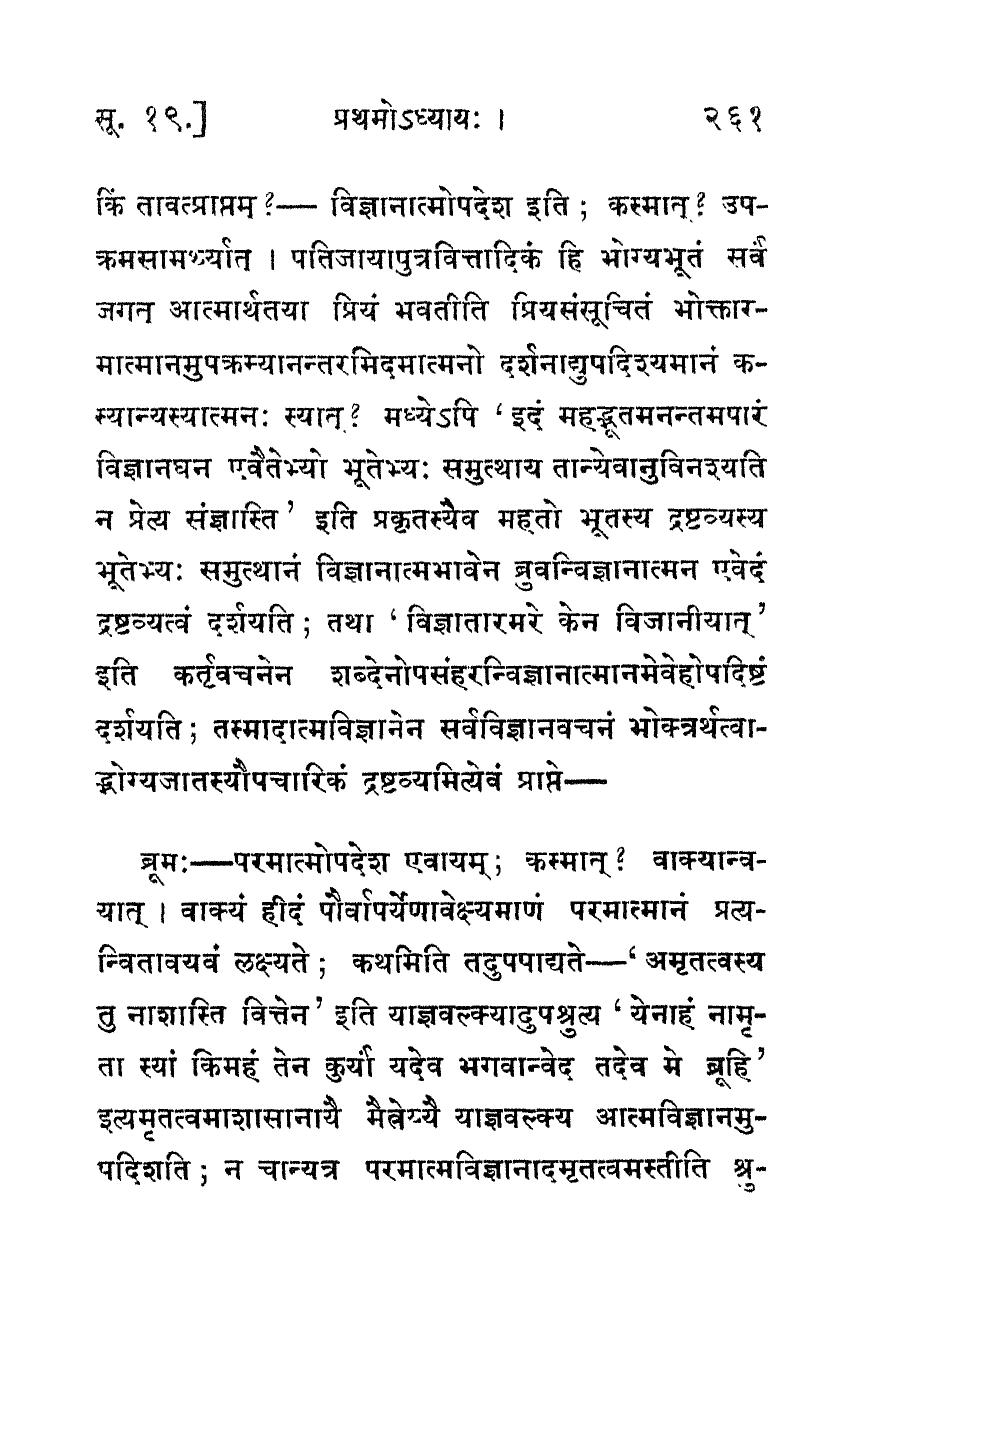 सू. १९.] प्रथमोऽध्यायः । २६१
किं तावत्प्राप्तम् ?— विज्ञानात्मोपदेश इति ; कस्मात् ? उप-
क्रमसामर्थ्यात् । पतिजायापुत्रवित्तादिकं हि भोग्यभूतं सर्वं
जगत् आत्मार्थतया प्रियं भवतीति प्रियसंसूचितं भोक्तार-
मात्मानमुपक्रम्यानन्तरमिदमात्मनो दर्शनाद्युपदिश्यमानं क-
स्यान्यस्यात्मनः स्यात् ? मध्येऽपि ‘ इदं महद्भूतमनन्तमपारं
विज्ञानघन एवैतेभ्यो भूतेभ्यः समुत्थाय तान्येवानुविनश्यति
न प्रेत्य संज्ञास्ति ’ इति प्रकृतस्यैव महतो भूतस्य द्रष्टव्यस्य
भूतेभ्यः समुत्थानं विज्ञानात्मभावेन ब्रुवन्विज्ञानात्मन एवेदं
द्रष्टव्यत्वं दर्शयति ; तथा ‘ विज्ञातारमरे केन विजानीयात् ’
इति कर्तृवचनेन शब्देनोपसंहरन्विज्ञानात्मानमेवेहोपदिष्टं
दर्शयति ; तस्मादात्मविज्ञानेन सर्वविज्ञानवचनं भोक्त्रर्थत्वा-
द्भोग्यजातस्यौपचारिकं द्रष्टव्यमित्येवं प्राप्ते—
ब्रूमः—परमात्मोपदेश एवायम् ; कस्मात् ? वाक्यान्व-
यात् । वाक्यं हीदं पौर्वापर्येणावेक्ष्यमाणं परमात्मानं प्रत्य-
न्वितावयवं लक्ष्यते ; कथमिति तदुपपाद्यते—‘ अमृतत्वस्य
तु नाशास्ति वित्तेन ’ इति याज्ञवल्क्यादुपश्रुत्य ‘ येनाहं नामृ-
ता स्यां किमहं तेन कुर्यां यदेव भगवान्वेद तदेव मे ब्रूहि ’
इत्यमृतत्वमाशासानायै मैत्रेय्यै याज्ञवल्क्य आत्मविज्ञानमु-
पदिशति ; न चान्यत्र परमात्मविज्ञानादमृतत्वमस्तीति श्रु-